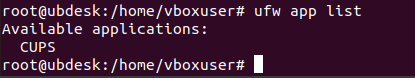 root@ubdesk:/home/vboxuser# ufw app list
Available applications:
  CUPS
root@ubdesk:/home/vboxuser#